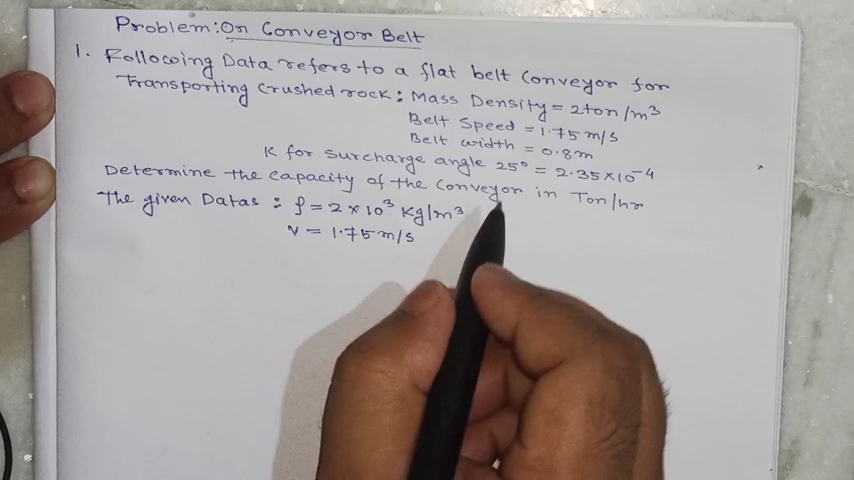 Problem: On Conveyor Belt
1. Following Data refers to a flat belt conveyor for
Transporting crushed rock: Mass Density = 2ton/m³
Belt Speed = 1.75 m/s
Belt width = 0.8m
K for surcharge angle 25° = 2.35×10⁻⁴
Determine the capacity of the conveyor in Ton/hr
The given Datas: ρ = 2×10³ Kg/m³
v = 1.75 m/s